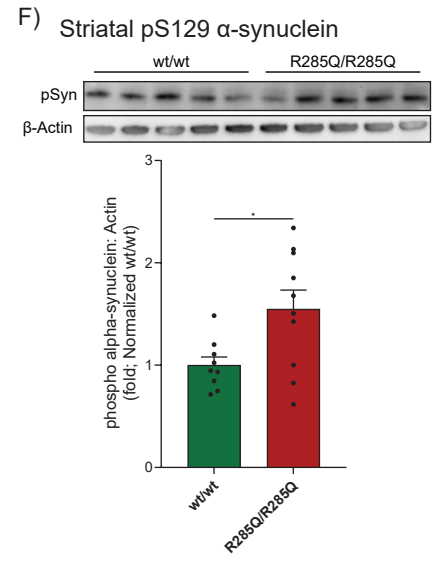 F)
Striatal pS129 α-synuclein
wt/wt R285Q/R285Q
pSyn
β-Actin
phospho alpha-synuclein: Actin
(fold; Normalized wt/wt)
3
2
1
0
*
wt/wt
R285Q/R285Q